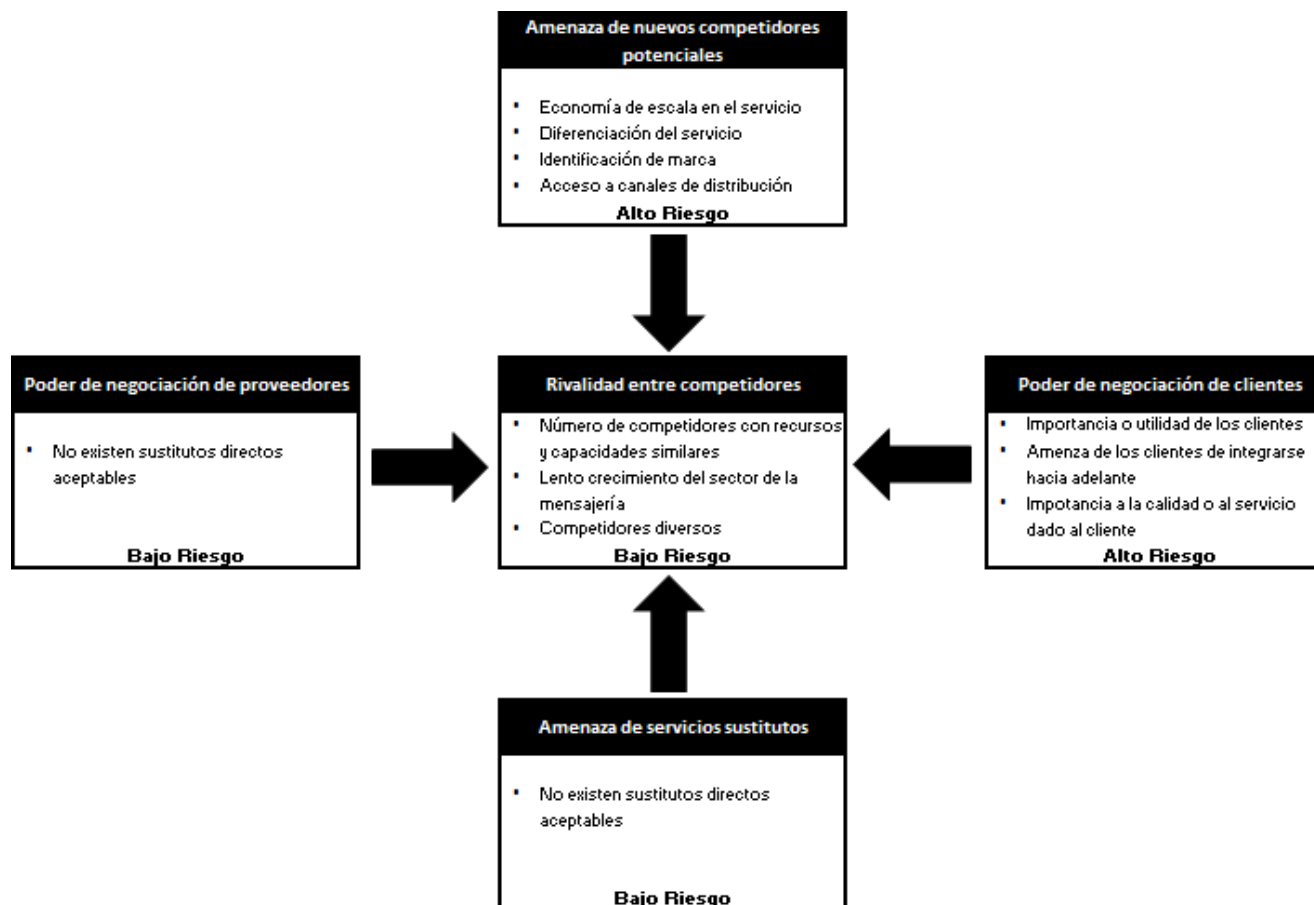 Amenaza de nuevos competidores
potenciales
▪ Economía de escala en el servicio
▪ Diferenciación del servicio
▪ Identificación de marca
▪ Acceso a canales de distribución
Alto Riesgo
Poder de negociación de proveedores
▪ No existen sustitutos directos
aceptables
Bajo Riesgo
Rivalidad entre competidores
▪ Número de competidores con recursos
y capacidades similares
▪ Lento crecimiento del sector de la
mensajería
▪ Competidores diversos
Bajo Riesgo
Poder de negociación de clientes
▪ Importancia o utilidad de los clientes
▪ Amenza de los clientes de integrarse
hacia adelante
▪ Impotancia a la calidad o al servicio
dado al cliente
Alto Riesgo
Amenaza de servicios sustitutos
▪ No existen sustitutos directos
aceptables
Bajo Riesgo